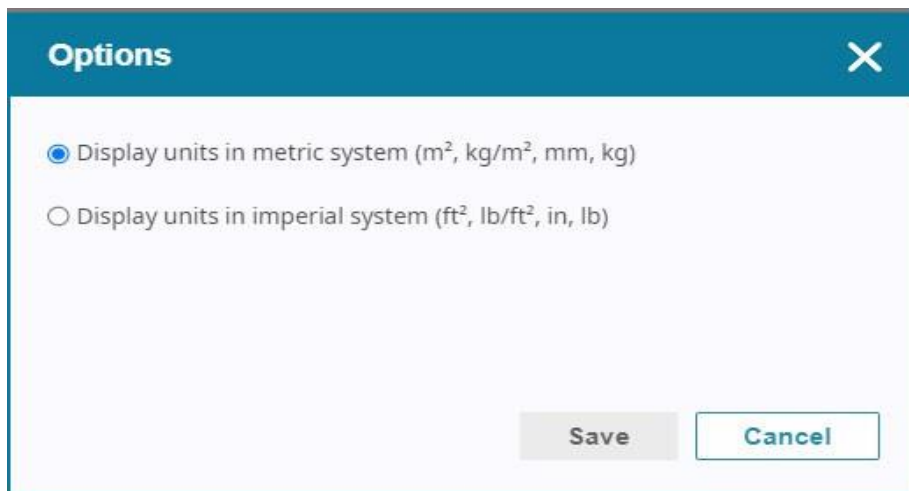 Options
Display units in metric system (m², kg/m², mm, kg)
Display units in imperial system (ft², lb/ft², in, lb)
Save Cancel